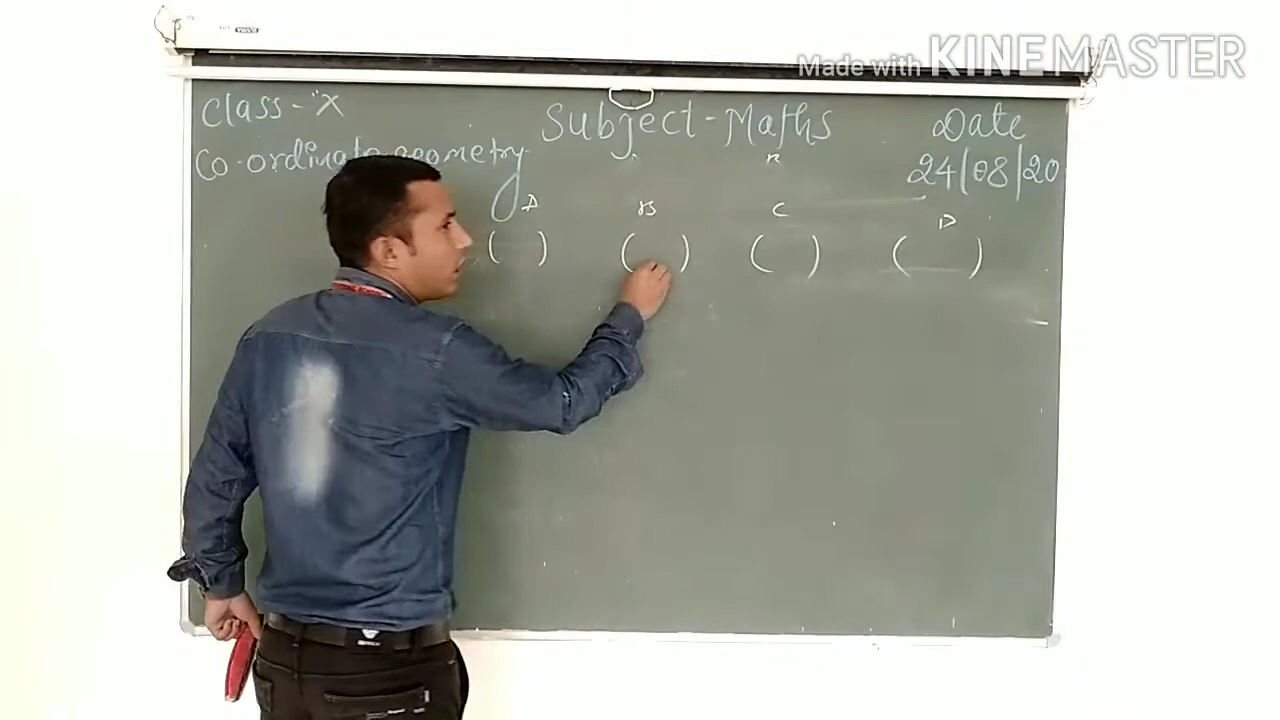 Made with KINEMASTER
Class - "X
Subject - Maths
Date
Co-ordinate geometry
24/08/20
A B C D
( ) ( ) ( ) ( )